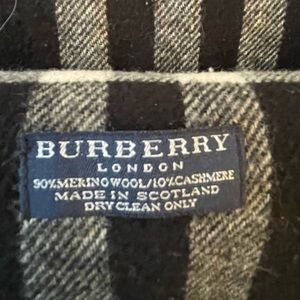 BURBERRY
LONDON
90% MERINO WOOL/10% CASHMERE
MADE IN SCOTLAND
DRY CLEAN ONLY